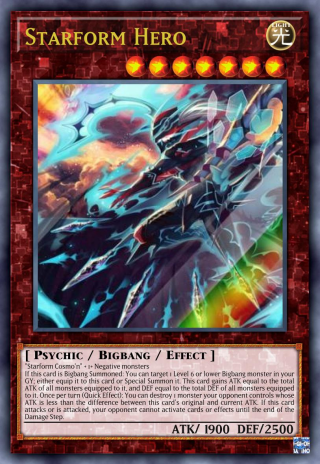 Starform Hero
LIGHT
光
[ Psychic / Bigbang / Effect ]
"Starform Cosmo'n" + 1+ Negative monsters
If this card is Bigbang Summoned: You can target 1 Level 6 or lower Bigbang monster in your
GY; either equip it to this card or Special Summon it. This card gains ATK equal to the total
ATK of all monsters equipped to it, and DEF equal to the total DEF of all monsters equipped
to it. Once per turn (Quick Effect): You can destroy 1 monster your opponent controls whose
ATK is less than the difference between this card's original and current ATK. If this card
attacks or is attacked, your opponent cannot activate cards or effects until the end of the
Damage Step.
ATK/ 1900 DEF/2500